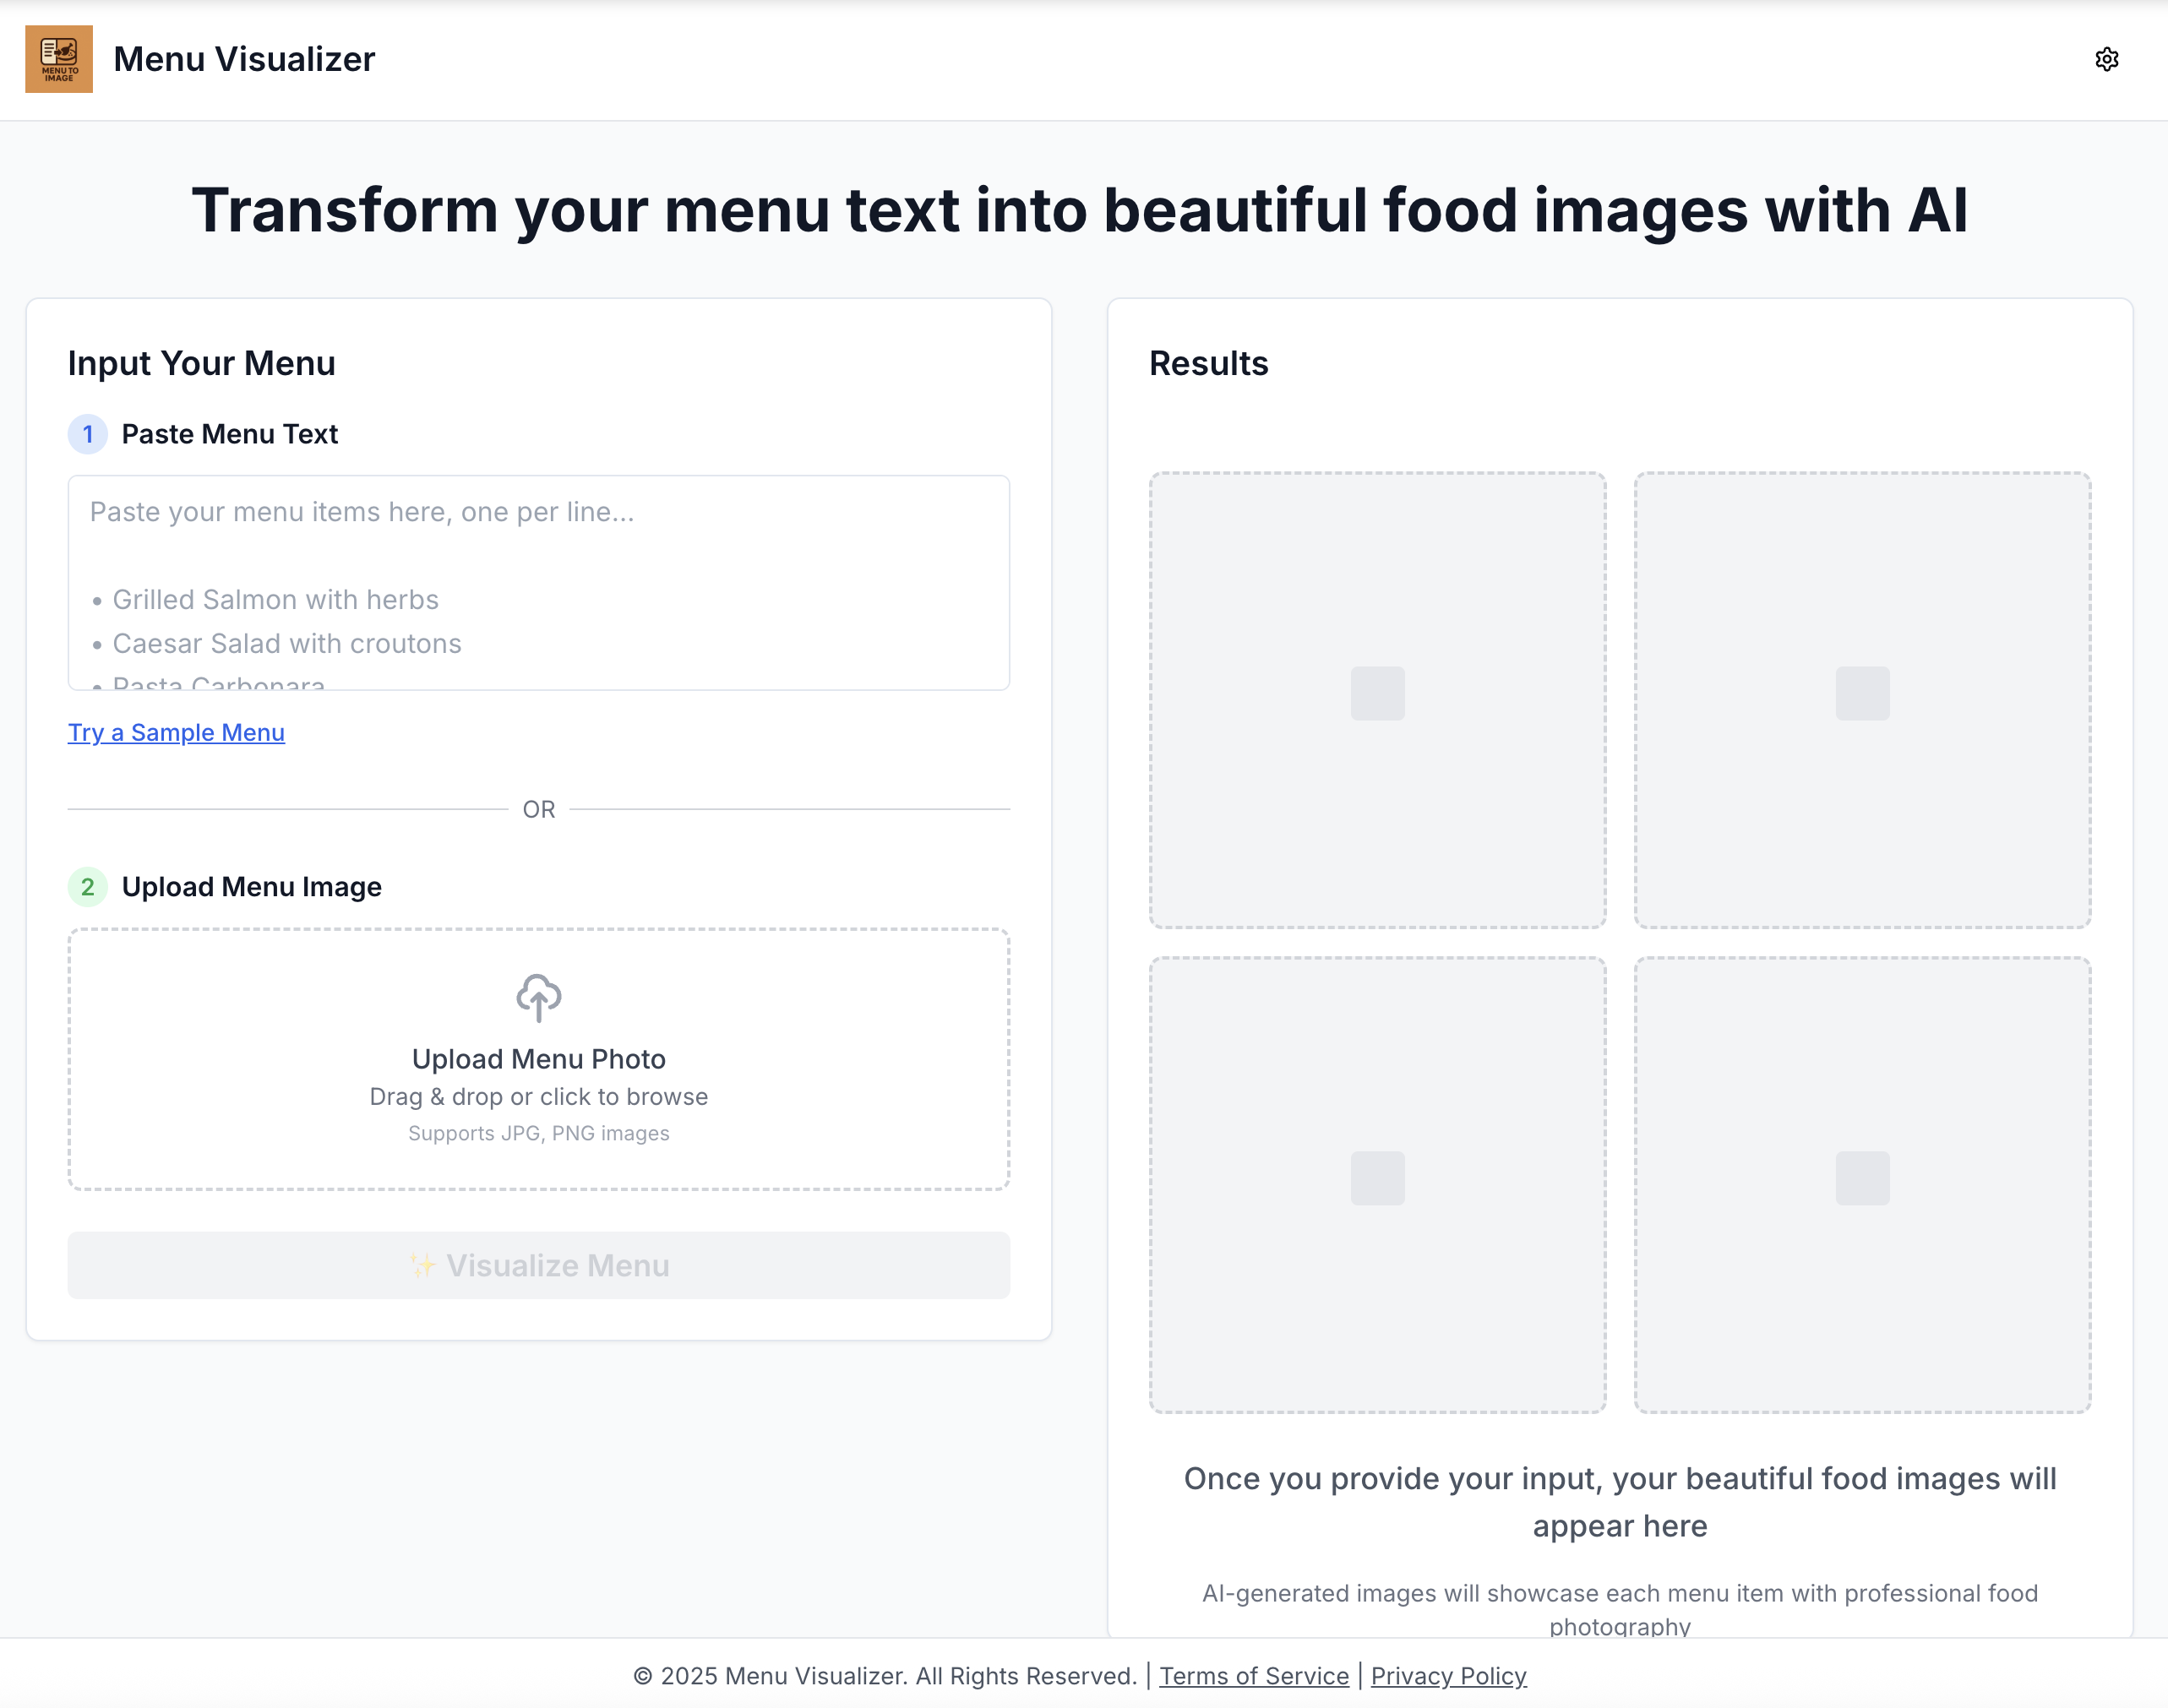 MENU TO
IMAGE
Menu Visualizer
Transform your menu text into beautiful food images with AI
Input Your Menu
1 Paste Menu Text
Paste your menu items here, one per line...
• Grilled Salmon with herbs
• Caesar Salad with croutons
• Pasta Carbonara
Try a Sample Menu
OR
2 Upload Menu Image
Upload Menu Photo
Drag & drop or click to browse
Supports JPG, PNG images
✨ Visualize Menu
Results
Once you provide your input, your beautiful food images will
appear here
AI-generated images will showcase each menu item with professional food
photography
© 2025 Menu Visualizer. All Rights Reserved. | Terms of Service | Privacy Policy